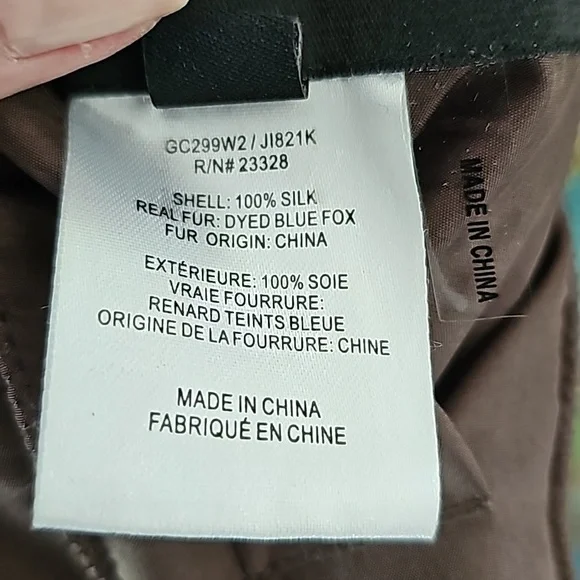 GC299W2 / JI821K
R/N# 23328
SHELL: 100% SILK
REAL FUR: DYED BLUE FOX
FUR ORIGIN: CHINA
EXTÉRIEURE: 100% SOIE
VRAIE FOURRURE:
RENARD TEINTS BLEUE
ORIGINE DE LA FOURRURE: CHINE
MADE IN CHINA
FABRIQUÉ EN CHINE
MADE IN CHINA